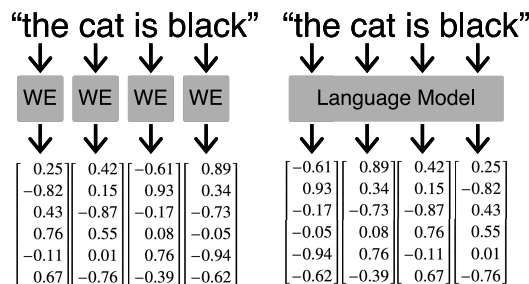 “the cat is black” “the cat is black”
WE WE WE WE Language Model
0.25 0.42 −0.61 0.89 −0.61 0.89 0.42 0.25
−0.82 0.15 0.93 0.34 0.93 0.34 0.15 −0.82
0.43 −0.87 −0.17 −0.73 −0.17 −0.73 −0.87 0.43
0.76 0.55 0.08 −0.05 −0.05 0.08 0.76 0.55
−0.11 0.01 0.76 −0.94 −0.94 0.76 −0.11 0.01
0.67 −0.76 −0.39 −0.62 −0.62 −0.39 0.67 −0.76